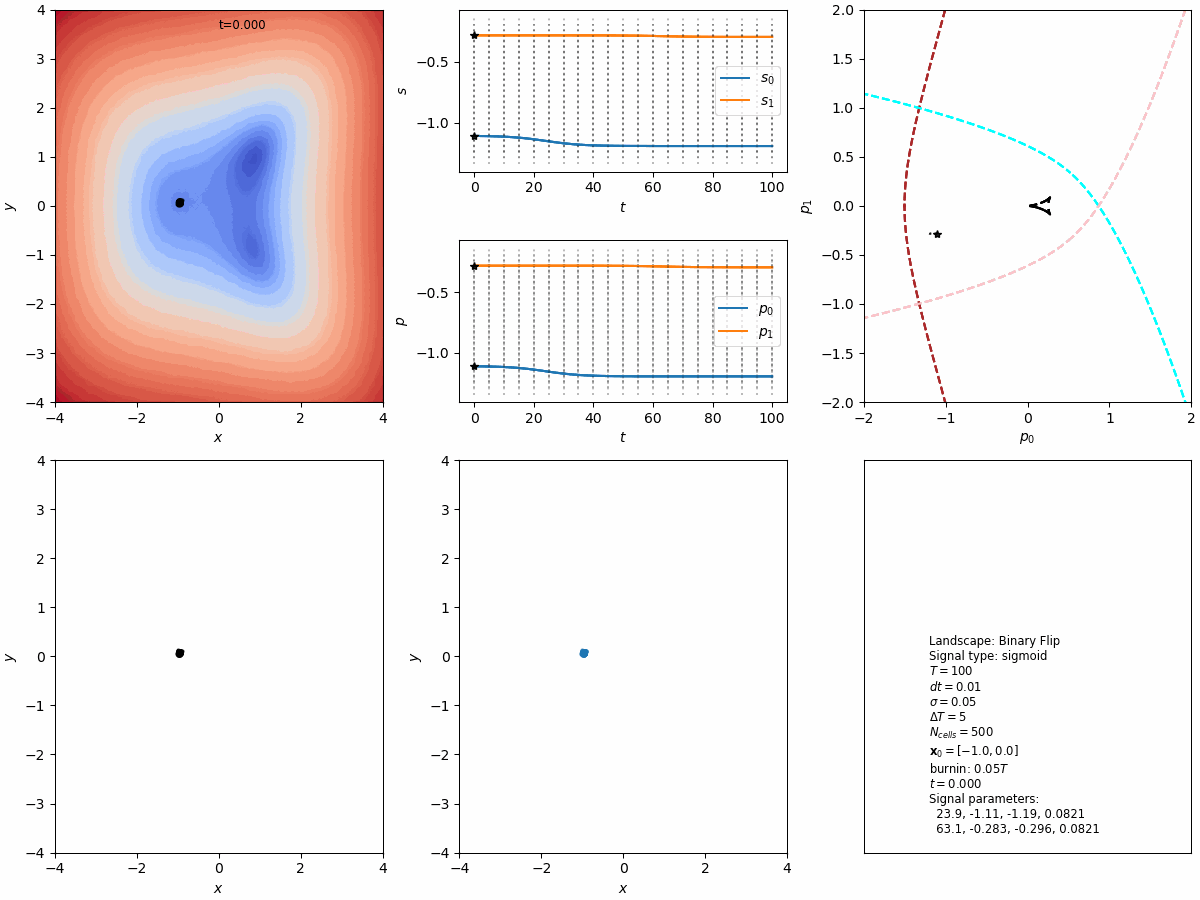 t=0.000
4
3
2
1
0
−1
−2
−3
−4
y
−4
−2
0
2
4
x
−0.5
−1.0
s
s₀
s₁
0
20
40
60
80
100
t
−0.5
−1.0
p
p₀
p₁
0
20
40
60
80
100
t
2.0
1.5
1.0
0.5
0.0
−0.5
−1.0
−1.5
−2.0
p₁
−2
−1
0
1
2
p₀
4
3
2
1
0
−1
−2
−3
−4
y
−4
−2
0
2
4
x
4
3
2
1
0
−1
−2
−3
−4
y
−4
−2
0
2
4
x
Landscape: Binary Flip
Signal type: sigmoid
T = 100
dt = 0.01
σ = 0.05
ΔT = 5
N_cells = 500
x₀ = [−1.0, 0.0]
burnin: 0.05T
t = 0.000
Signal parameters:
23.9, -1.11, -1.19, 0.0821
63.1, -0.283, -0.296, 0.0821